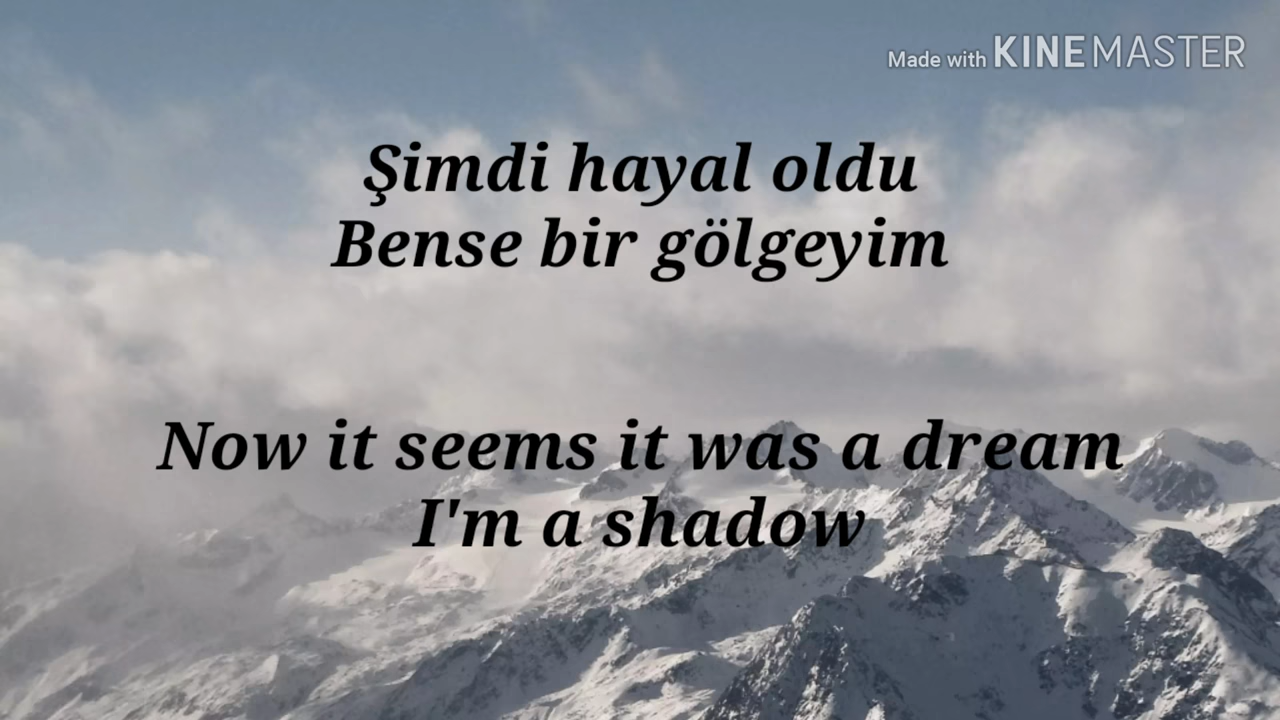 Made with KINEMASTER
Şimdi hayal oldu
Bense bir gölgeyim
Now it seems it was a dream
I'm a shadow